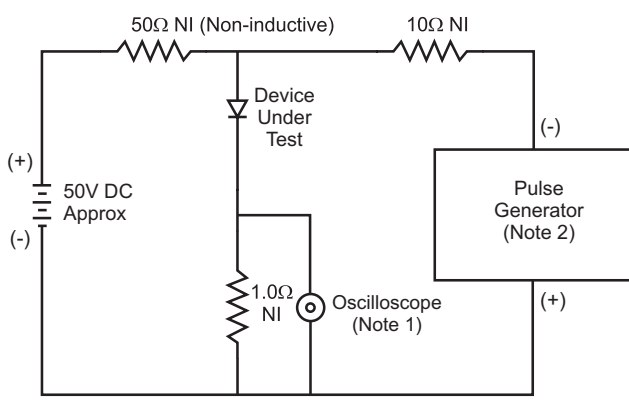 50Ω NI (Non-inductive)
10Ω NI
Device
Under
Test
(+)
50V DC
Approx
(-)
(-)
Pulse
Generator
(Note 2)
(+)
1.0Ω
NI
Oscilloscope
(Note 1)